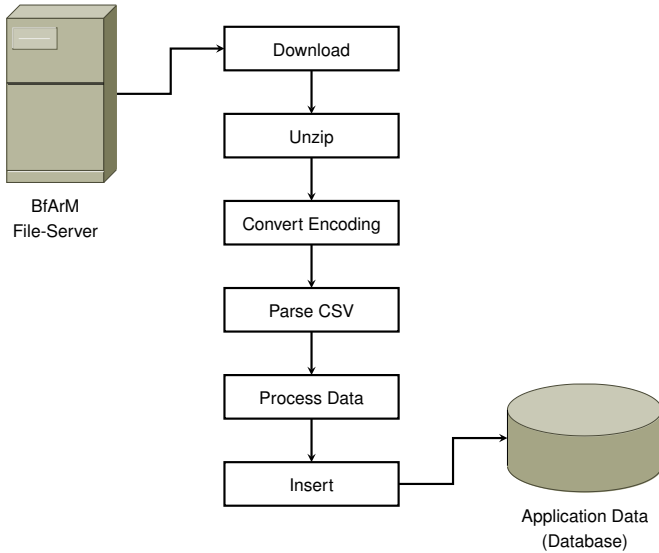 Download
Unzip
BfArM
File-Server
Convert Encoding
Parse CSV
Process Data
Insert
Application Data
(Database)